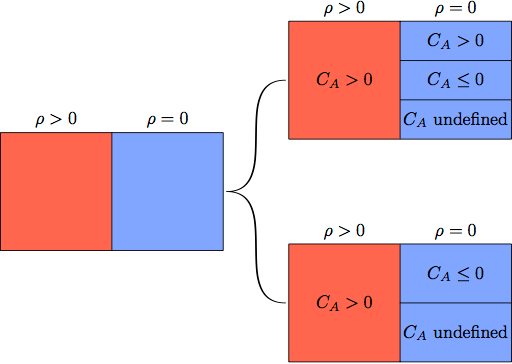 ρ > 0 ρ = 0
C_A > 0
C_A > 0
C_A ≤ 0
C_A undefined
ρ > 0 ρ = 0
ρ > 0 ρ = 0
C_A > 0
C_A ≤ 0
C_A undefined